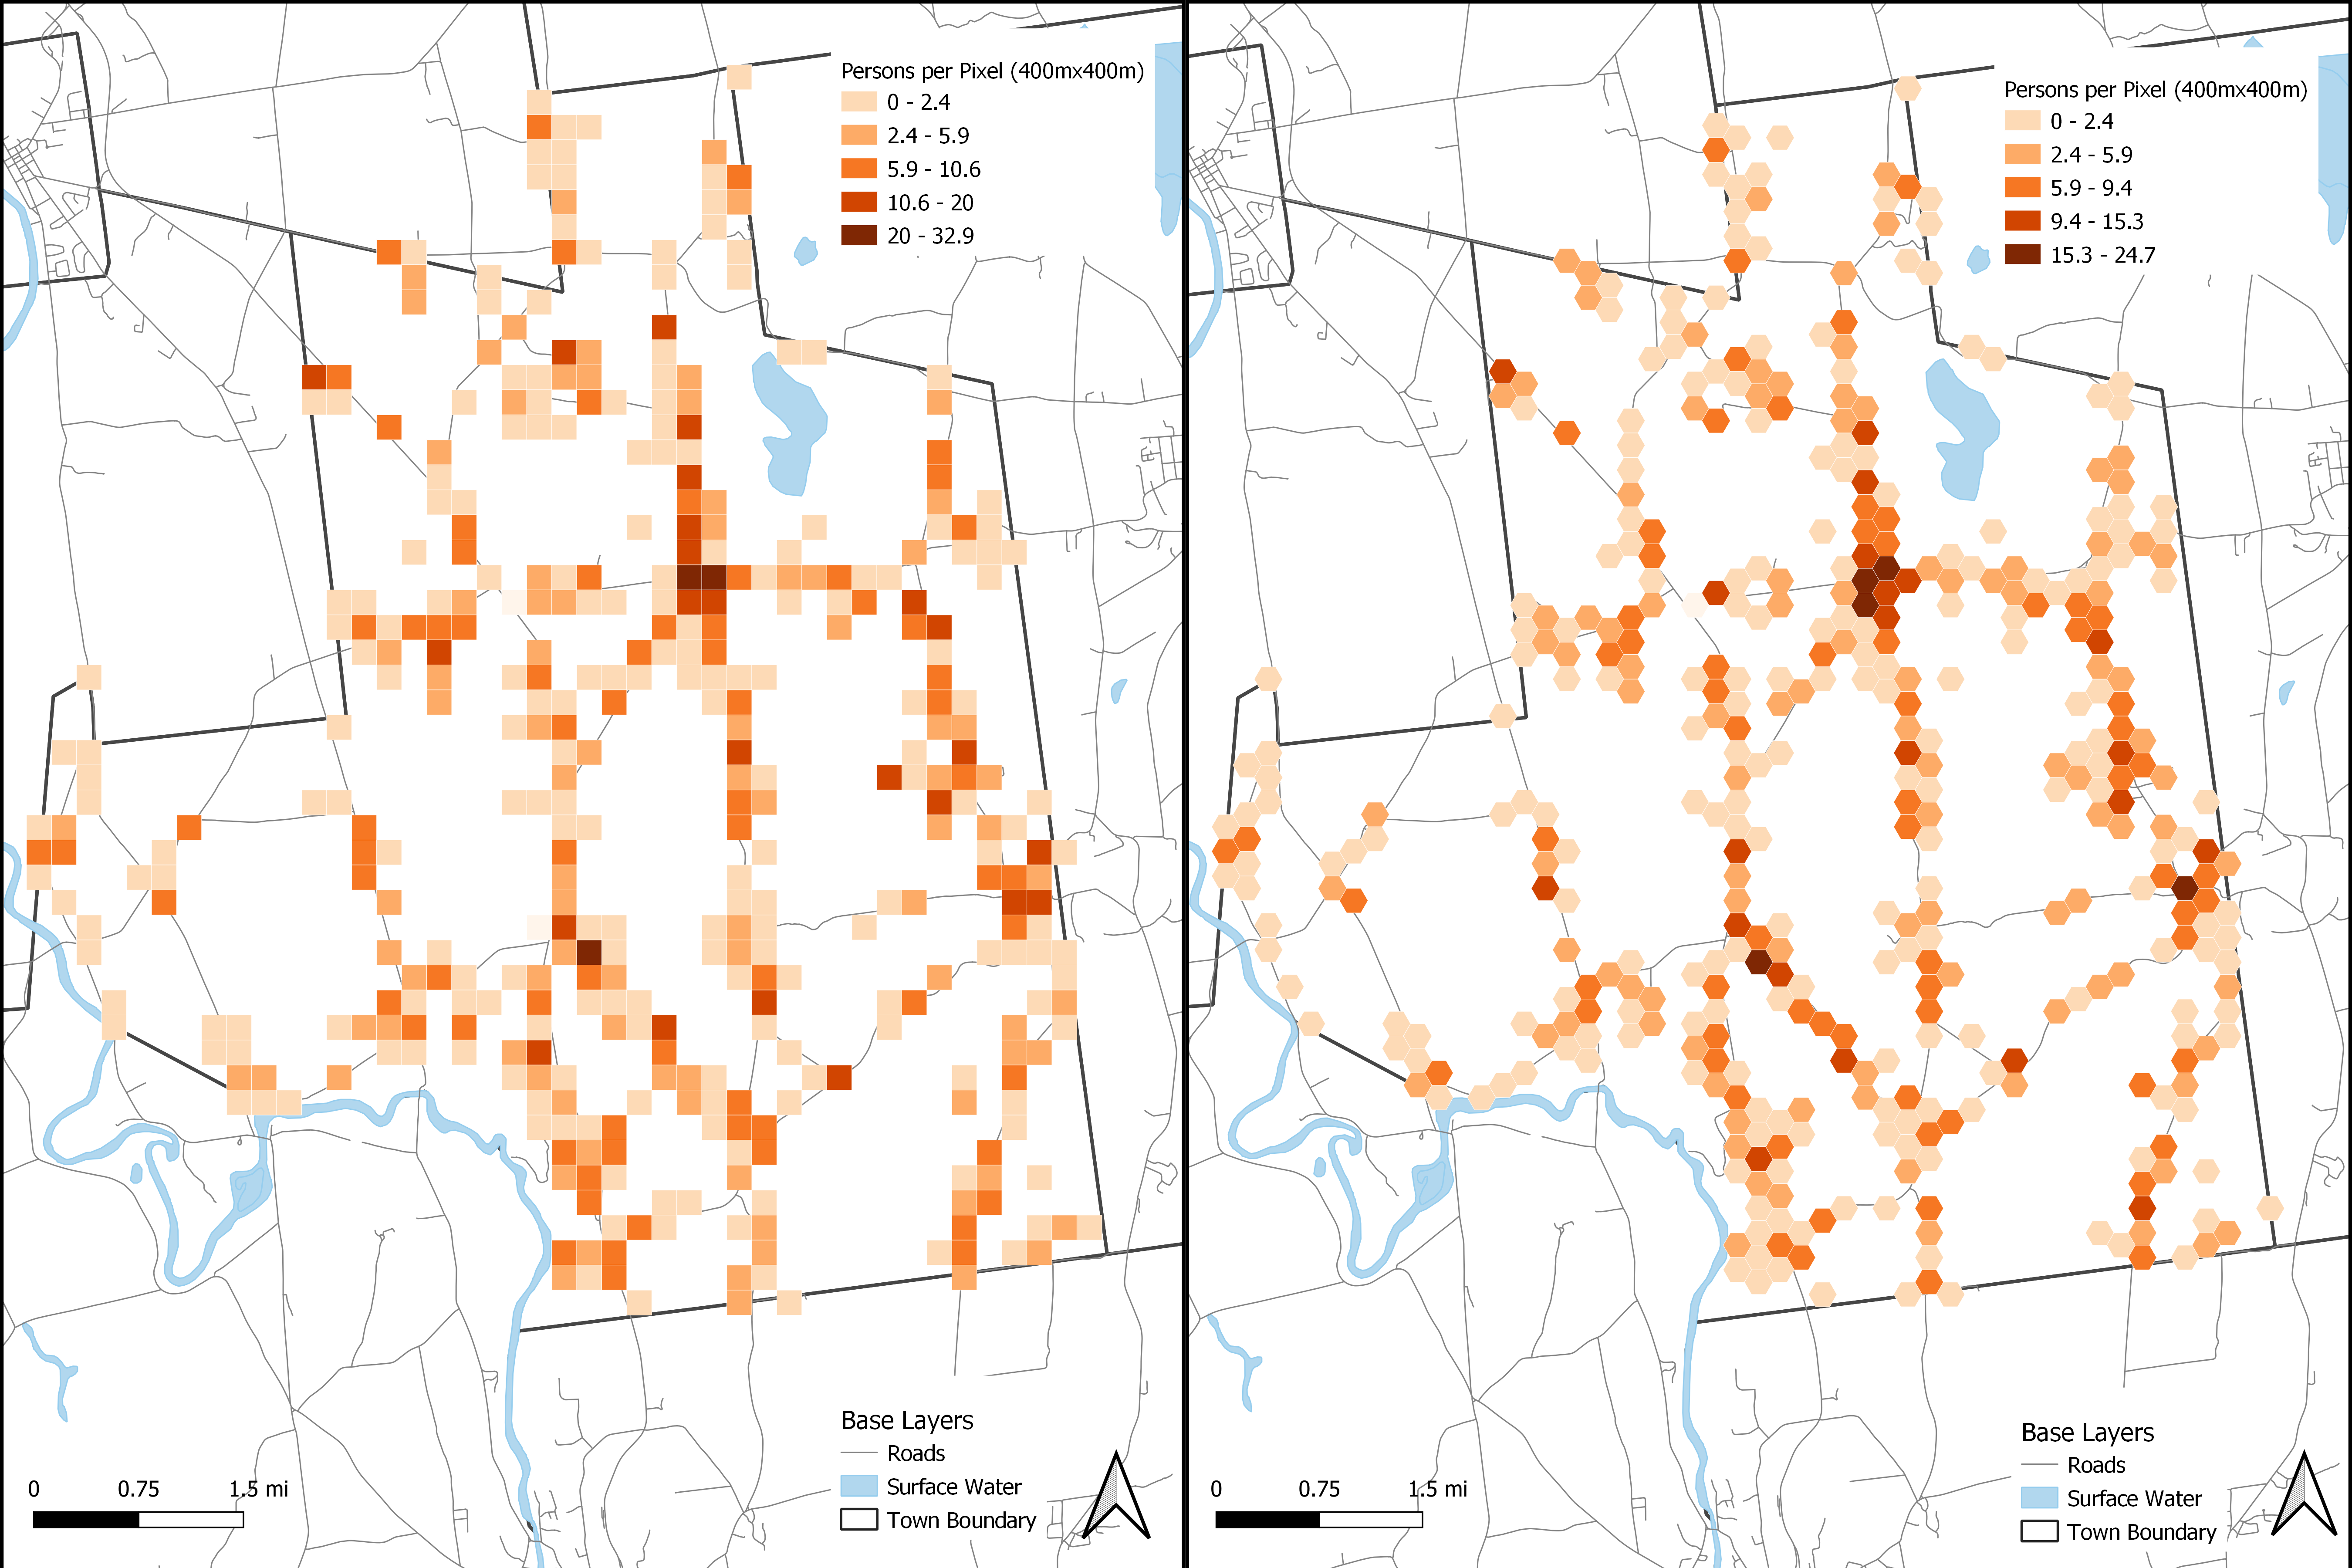 Persons per Pixel (400mx400m)
0 - 2.4
2.4 - 5.9
5.9 - 10.6
10.6 - 20
20 - 32.9
Base Layers
Roads
Surface Water
Town Boundary
0 0.75 1.5 mi
Persons per Pixel (400mx400m)
0 - 2.4
2.4 - 5.9
5.9 - 9.4
9.4 - 15.3
15.3 - 24.7
Base Layers
Roads
Surface Water
Town Boundary
0 0.75 1.5 mi